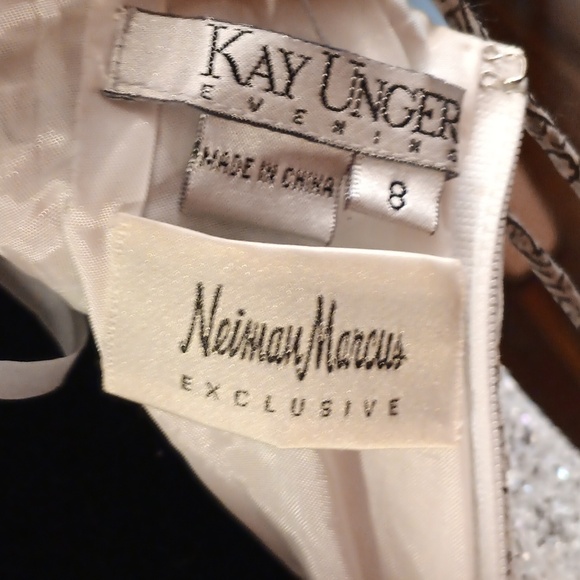 KAY UNGER
EVENING
MADE IN CHINA
8
Neiman Marcus
EXCLUSIVE